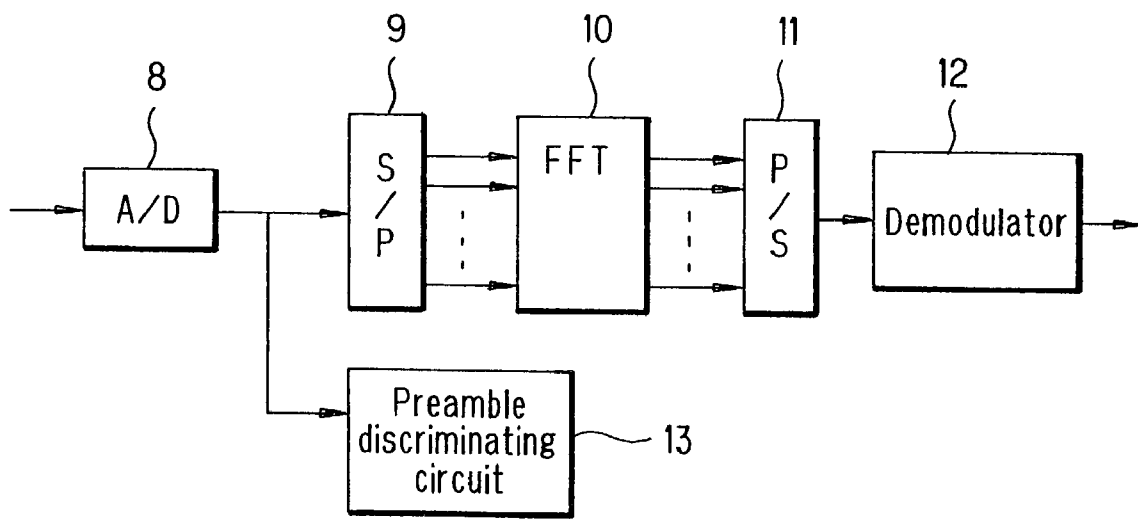 8
9
10
11
12
A/D
S/P
FFT
P/S
Demodulator
Preamble
discriminating
circuit
13